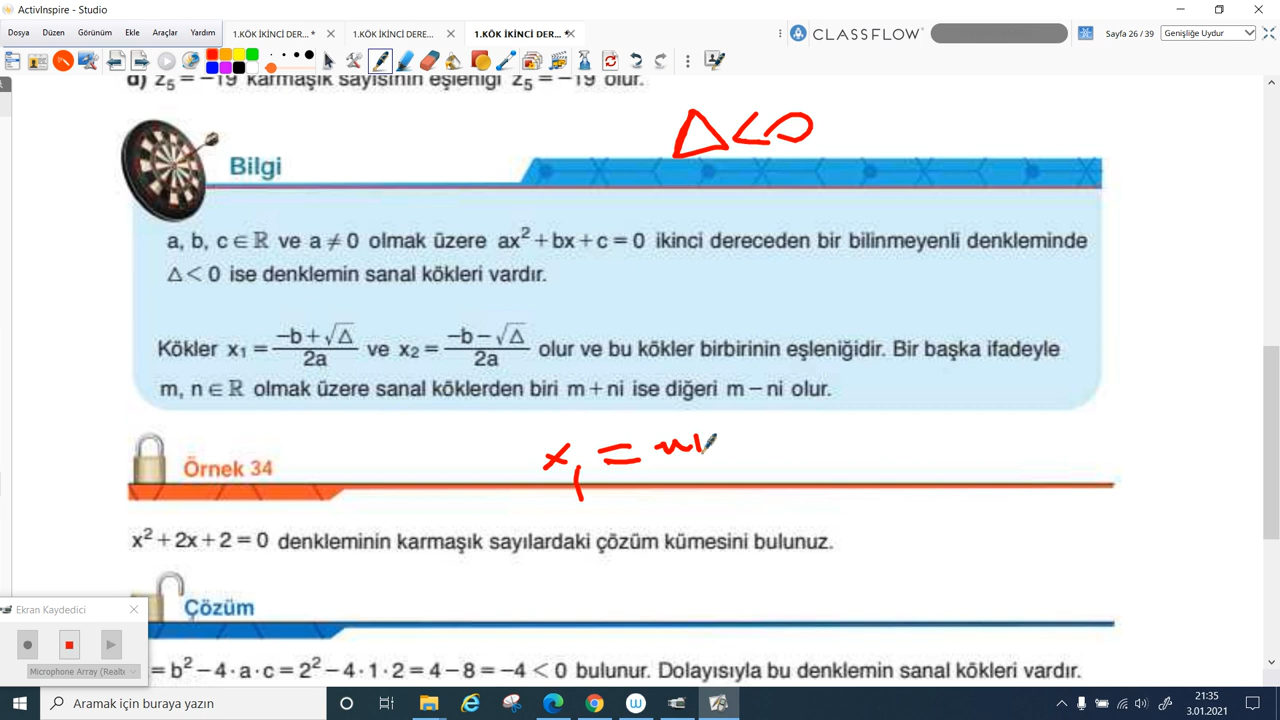 ActivInspire - Studio
Dosya Düzen Görünüm Ekle Araçlar Yardım
1.KÖK İKİNCİ DERE... *
1.KÖK İKİNCİ DERE...
1.KÖK İKİNCİ DER... *
CLASSFLOW
Sayfa 26 / 39
Genişliğe Uydur
d) z₅ = −19 karmaşık sayısının eşleniği z̄₅ = −19 olur.
Δ<0
Bilgi
a, b, c ∈ ℝ ve a ≠ 0 olmak üzere ax² + bx + c = 0 ikinci dereceden bir bilinmeyenli denkleminde
Δ < 0 ise denklemin sanal kökleri vardır.
Kökler x₁ = (−b + √Δ)/2a ve x₂ = (−b − √Δ)/2a olur ve bu kökler birbirinin eşleniğidir. Bir başka ifadeyle
m, n ∈ ℝ olmak üzere sanal köklerden biri m + ni ise diğeri m − ni olur.
x₁ = m
Örnek 34
x² + 2x + 2 = 0 denkleminin karmaşık sayılardaki çözüm kümesini bulunuz.
Çözüm
= b² − 4 · a · c = 2² − 4 · 1 · 2 = 4 − 8 = −4 < 0 bulunur. Dolayısıyla bu denklemin sanal kökleri vardır.
Ekran Kaydedici
Microphone Array (Realt
Aramak için buraya yazın
21:35
3.01.2021